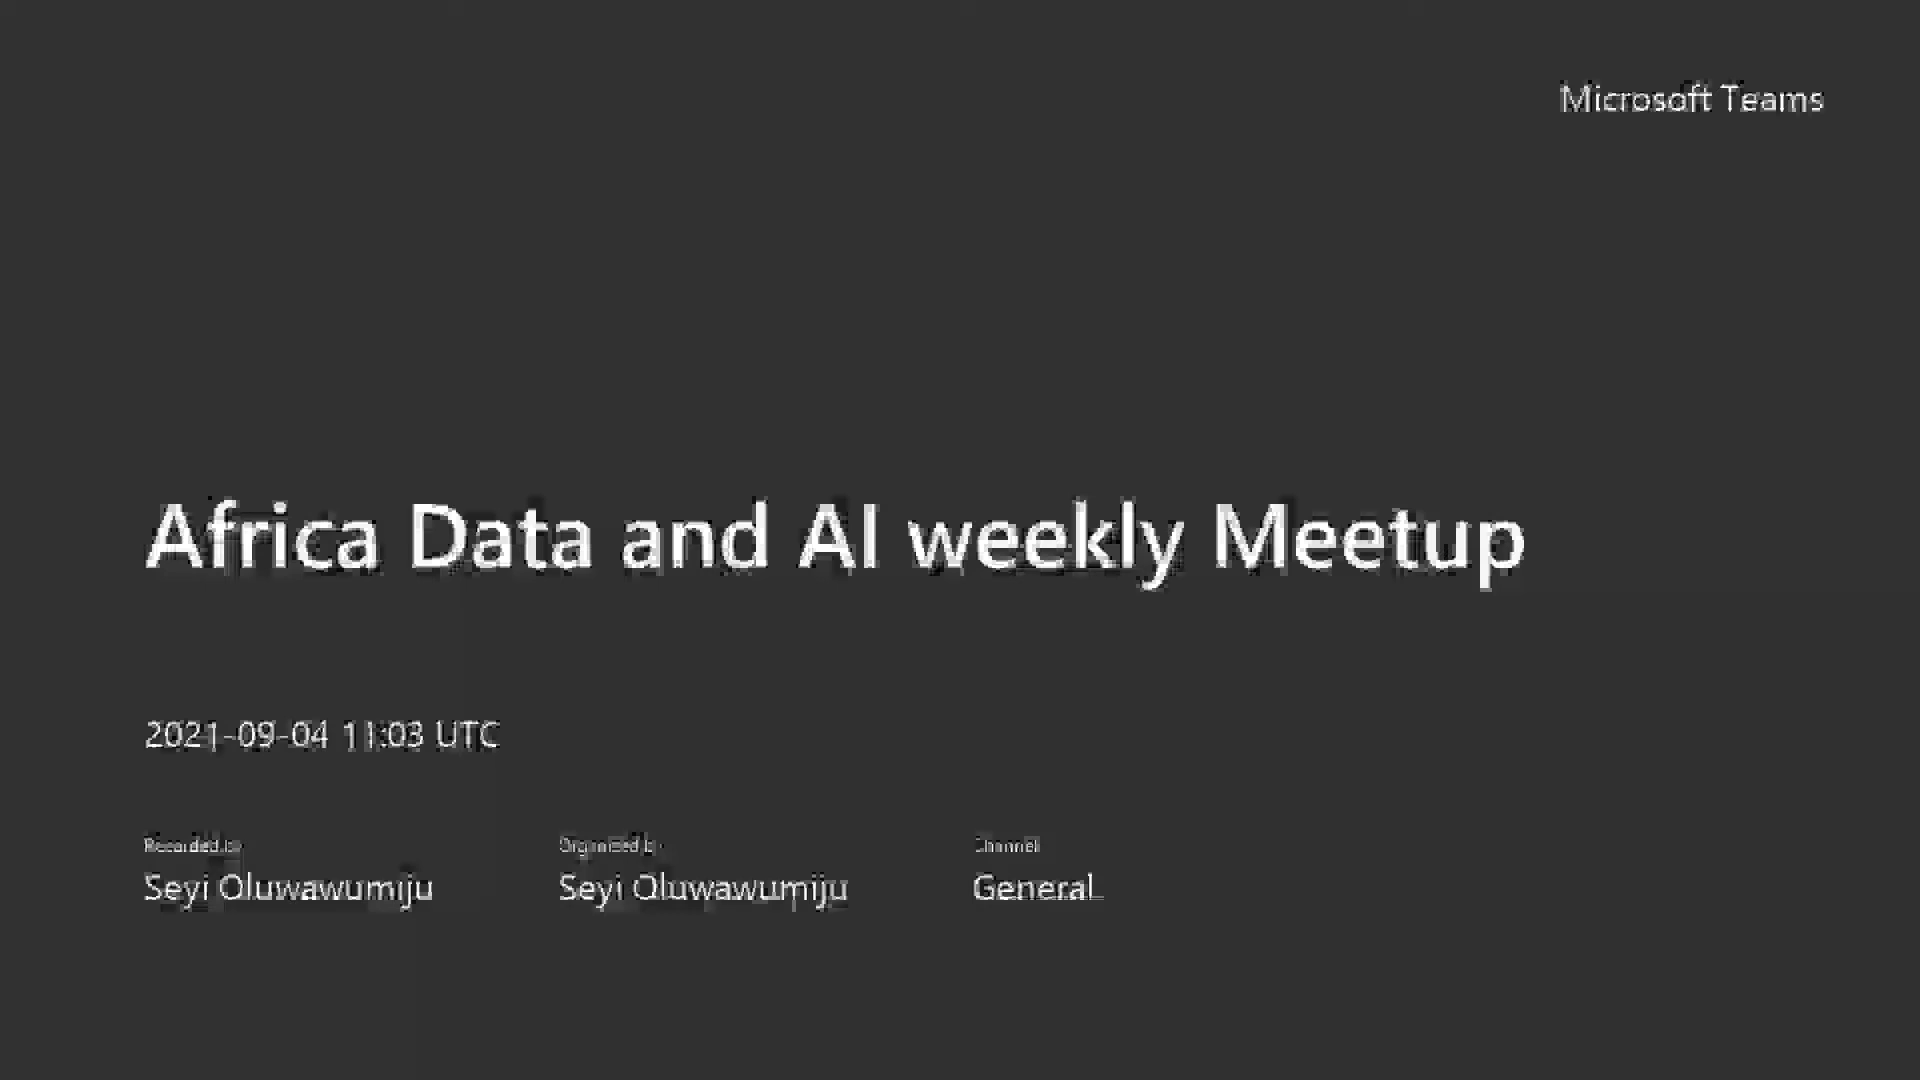 Microsoft Teams
Africa Data and AI weekly Meetup
2021-09-04 11:03 UTC
Recorded by
Organized by
Channel
Seyi Oluwawumiju
Seyi Oluwawumiju
General